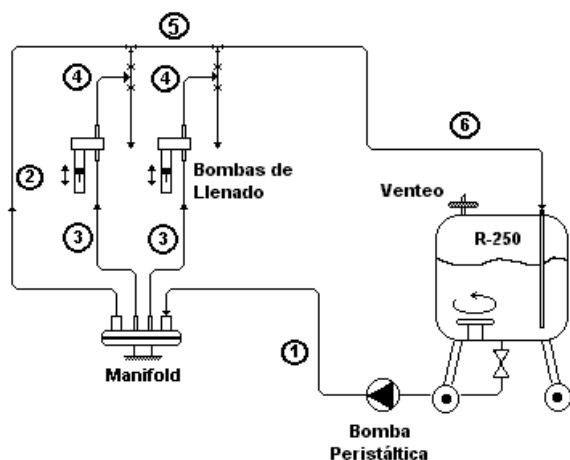 5
4
4
6
2
Bombas de
Llenado
Venteo
R-250
3
3
1
Manifold
Bomba
Peristáltica